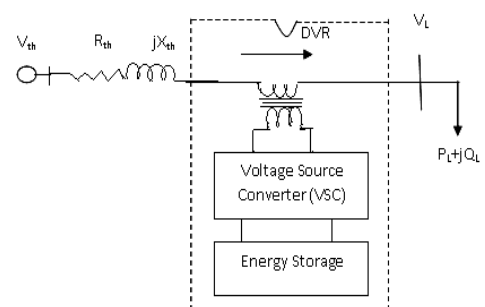 V_th
R_th
jX_th
DVR
V_L
P_L+jQ_L
Voltage Source
Converter (VSC)
Energy Storage